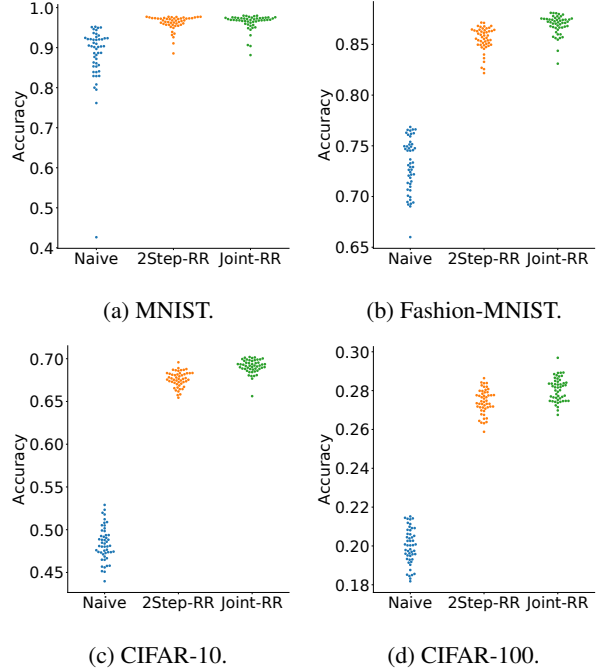 1.0
0.9
0.8
0.7
0.6
0.5
0.4
Accuracy
Naive 2Step-RR Joint-RR
(a) MNIST.
0.85
0.80
0.75
0.70
0.65
Accuracy
Naive 2Step-RR Joint-RR
(b) Fashion-MNIST.
0.70
0.65
0.60
0.55
0.50
0.45
Accuracy
Naive 2Step-RR Joint-RR
(c) CIFAR-10.
0.30
0.28
0.26
0.24
0.22
0.20
0.18
Accuracy
Naive 2Step-RR Joint-RR
(d) CIFAR-100.